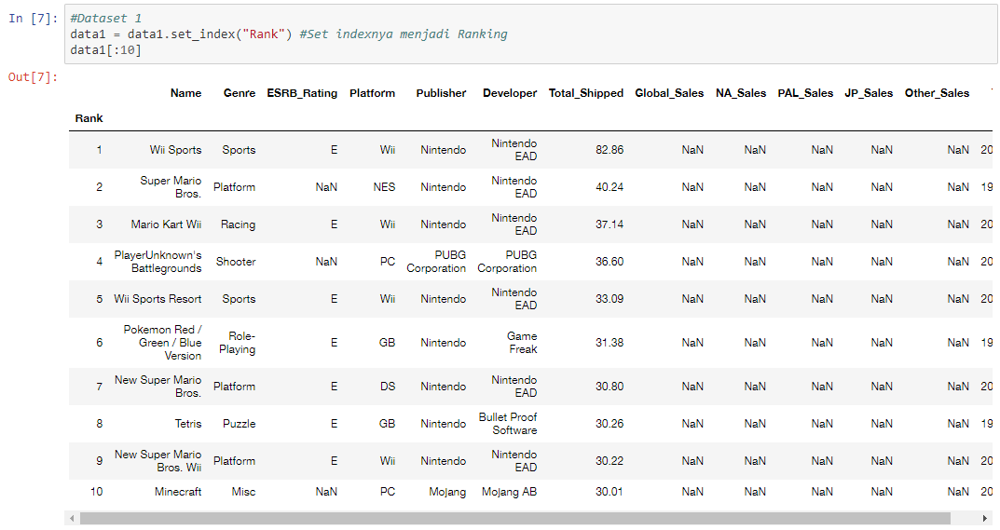 In [7]: #Dataset 1
data1 = data1.set_index("Rank") #Set indexnya menjadi Ranking
data1[:10]
Out[7]:
Name Genre ESRB_Rating Platform Publisher Developer Total_Shipped Global_Sales NA_Sales PAL_Sales JP_Sales Other_Sales
Rank
1 Wii Sports Sports E Wii Nintendo Nintendo EAD 82.86 NaN NaN NaN NaN NaN 20
2 Super Mario Bros. Platform NaN NES Nintendo Nintendo EAD 40.24 NaN NaN NaN NaN NaN 19
3 Mario Kart Wii Racing E Wii Nintendo Nintendo EAD 37.14 NaN NaN NaN NaN NaN 20
4 PlayerUnknown's Battlegrounds Shooter NaN PC PUBG Corporation PUBG Corporation 36.60 NaN NaN NaN NaN NaN 20
5 Wii Sports Resort Sports E Wii Nintendo Nintendo EAD 33.09 NaN NaN NaN NaN NaN 20
6 Pokemon Red / Green / Blue Version Role-Playing E GB Nintendo Game Freak 31.38 NaN NaN NaN NaN NaN 19
7 New Super Mario Bros. Platform E DS Nintendo Nintendo EAD 30.80 NaN NaN NaN NaN NaN 20
8 Tetris Puzzle E GB Nintendo Bullet Proof Software 30.26 NaN NaN NaN NaN NaN 19
9 New Super Mario Bros. Wii Platform E Wii Nintendo Nintendo EAD 30.22 NaN NaN NaN NaN NaN 20
10 Minecraft Misc NaN PC Mojang Mojang AB 30.01 NaN NaN NaN NaN NaN 20